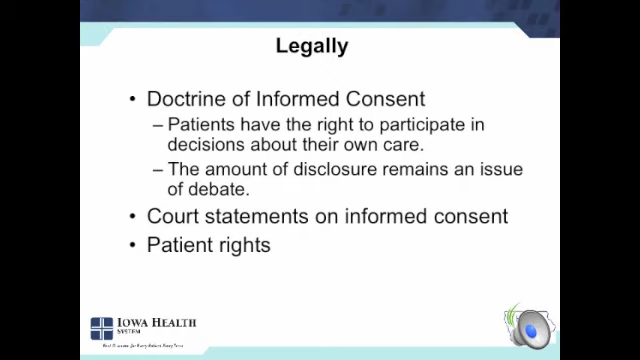 Legally
• Doctrine of Informed Consent
– Patients have the right to participate in
decisions about their own care.
– The amount of disclosure remains an issue
of debate.
• Court statements on informed consent
• Patient rights
IOWA HEALTH
SYSTEM